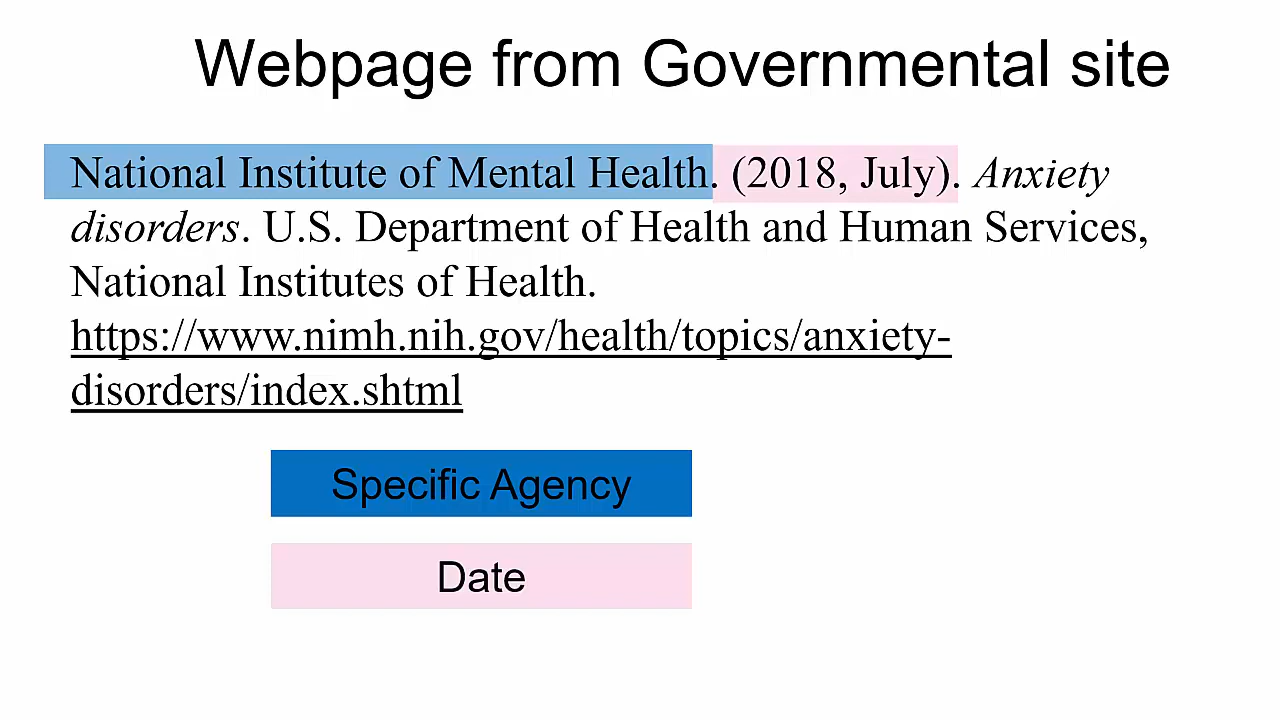 Webpage from Governmental site
National Institute of Mental Health. (2018, July). Anxiety
disorders. U.S. Department of Health and Human Services,
National Institutes of Health.
https://www.nimh.nih.gov/health/topics/anxiety-
disorders/index.shtml
Specific Agency
Date